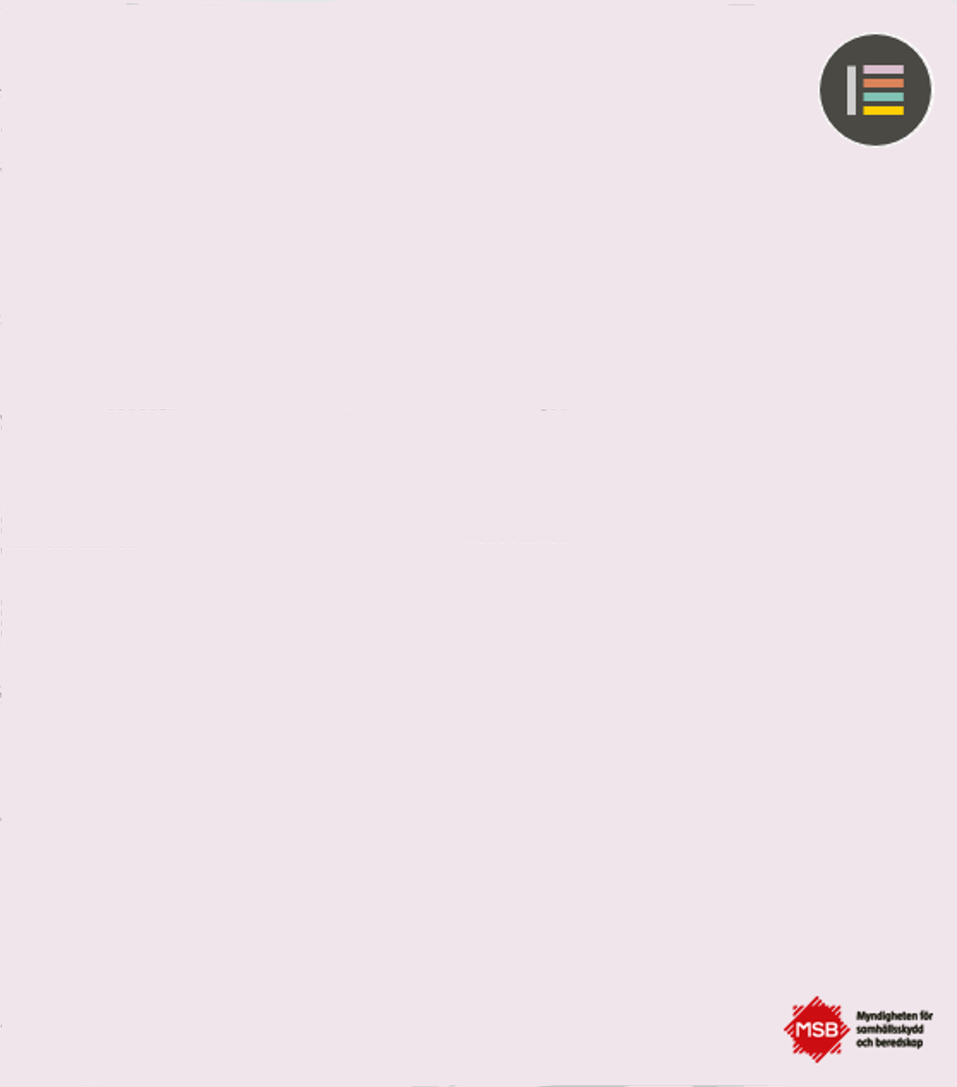 MSB
Myndigheten för
samhällsskydd
och beredskap